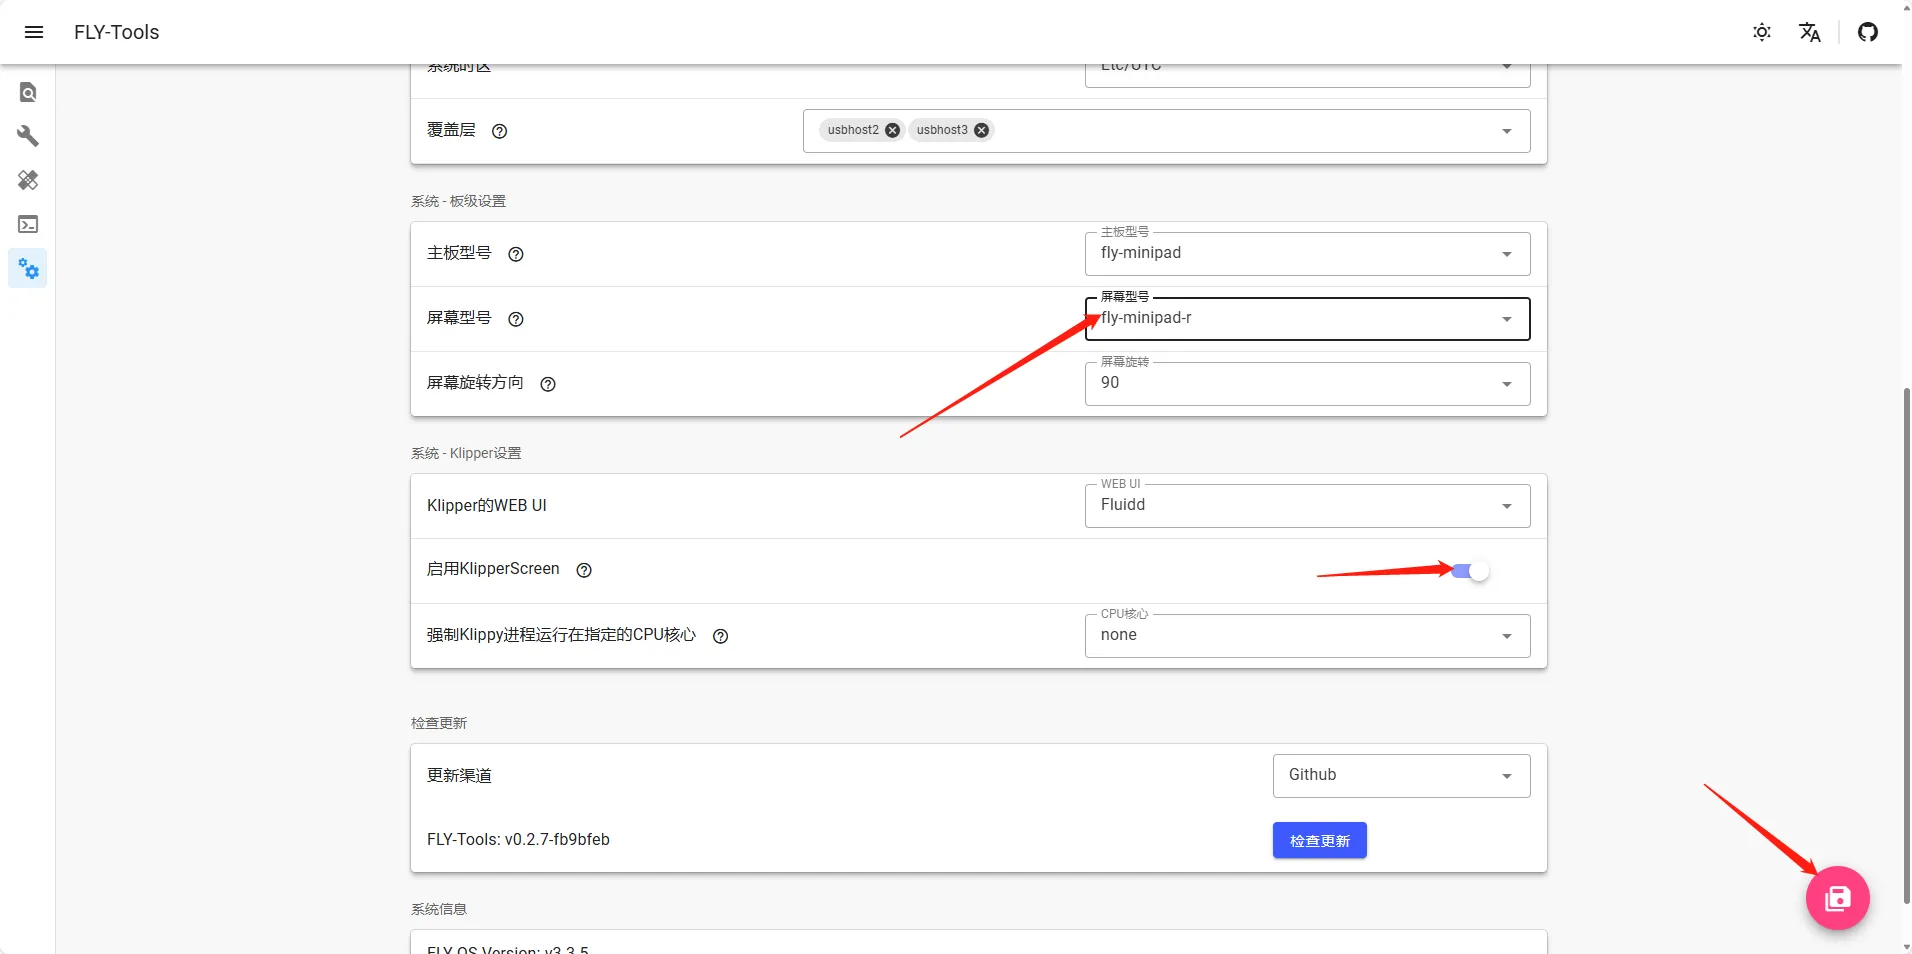 FLY-Tools
系统时区
Etc/UTC
覆盖层
usbhost2
usbhost3
系统 - 板级设置
主板型号
主板型号
fly-minipad
屏幕型号
屏幕型号
fly-minipad-r
屏幕旋转方向
屏幕旋转
90
系统 - Klipper设置
Klipper的WEB UI
WEB UI
Fluidd
启用KlipperScreen
强制Klippy进程运行在指定的CPU核心
CPU核心
none
检查更新
更新渠道
Github
FLY-Tools: v0.2.7-fb9bfeb
检查更新
系统信息
FLY OS Version: v3.3.5